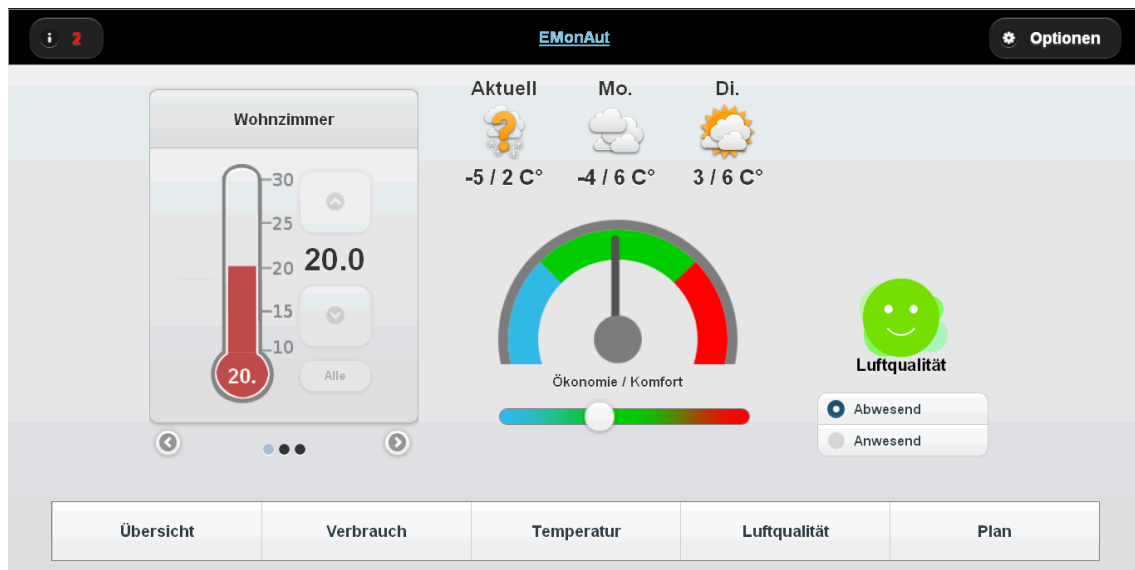 i 2
EMonAut
Optionen
Wohnzimmer
30
25
20
15
10
20.
20.0
Alle
Aktuell Mo. Di.
?
-5 / 2 C° -4 / 6 C° 3 / 6 C°
Ökonomie / Komfort
Luftqualität
Abwesend
Anwesend
Übersicht Verbrauch Temperatur Luftqualität Plan